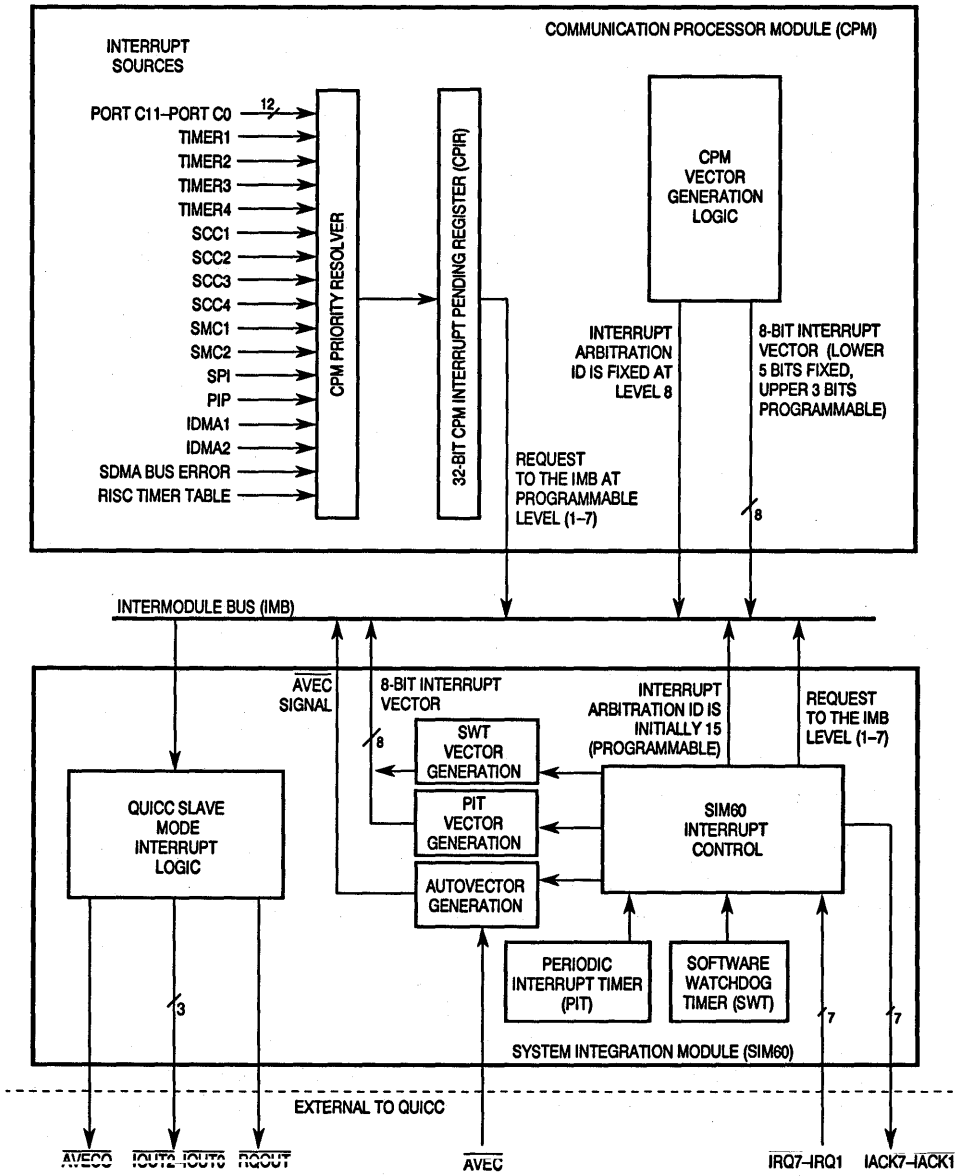 COMMUNICATION PROCESSOR MODULE (CPM)
INTERRUPT
SOURCES
PORT C11–PORT C0
12
TIMER1
TIMER2
TIMER3
TIMER4
SCC1
SCC2
SCC3
SCC4
SMC1
SMC2
SPI
PIP
IDMA1
IDMA2
SDMA BUS ERROR
RISC TIMER TABLE
CPM PRIORITY RESOLVER
32-BIT CPM INTERRUPT PENDING REGISTER (CPIR)
REQUEST
TO THE IMB AT
PROGRAMMABLE
LEVEL (1–7)
CPM
VECTOR
GENERATION
LOGIC
INTERRUPT
ARBITRATION
ID IS FIXED AT
LEVEL 8
8-BIT INTERRUPT
VECTOR (LOWER
5 BITS FIXED,
UPPER 3 BITS
PROGRAMMABLE)
8
INTERMODULE BUS (IMB)
AVEC
SIGNAL
8-BIT INTERRUPT
VECTOR
8
INTERRUPT
ARBITRATION ID IS
INITIALLY 15
(PROGRAMMABLE)
REQUEST
TO THE IMB
LEVEL (1–7)
QUICC SLAVE
MODE
INTERRUPT
LOGIC
SWT
VECTOR
GENERATION
PIT
VECTOR
GENERATION
AUTOVECTOR
GENERATION
SIM60
INTERRUPT
CONTROL
PERIODIC
INTERRUPT TIMER
(PIT)
SOFTWARE
WATCHDOG
TIMER (SWT)
3
7
7
SYSTEM INTEGRATION MODULE (SIM60)
EXTERNAL TO QUICC
AVECO
IOUT2–IOUT0
RQOUT
AVEC
IRQ7–IRQ1
IACK7–IACK1